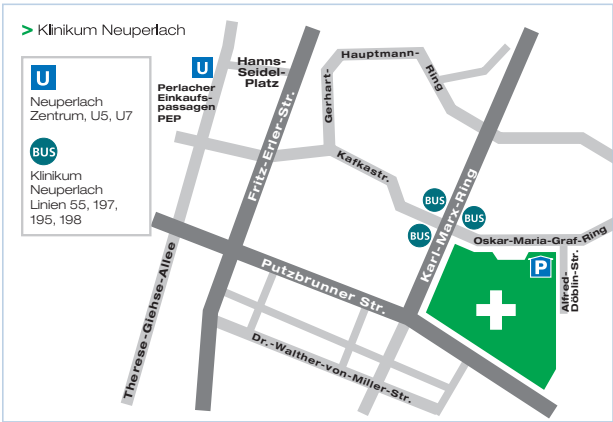 > Klinikum Neuperlach
U
Neuperlach
Zentrum, U5, U7
BUS
Klinikum
Neuperlach
Linien 55, 197,
195, 198
U
Perlacher
Einkaufs-
passagen
PEP
Hanns-
Seidel-
Platz
Fritz-Erler-Str.
Gerhart-
Hauptmann-
Ring
Kafkastr.
BUS
BUS
BUS
Karl-Marx-Ring
Oskar-Maria-Graf-Ring
P
Alfred-
Döblin-Str.
Putzbrunner Str.
Therese-Giehse-Allee
Dr.-Walther-von-Miller-Str.